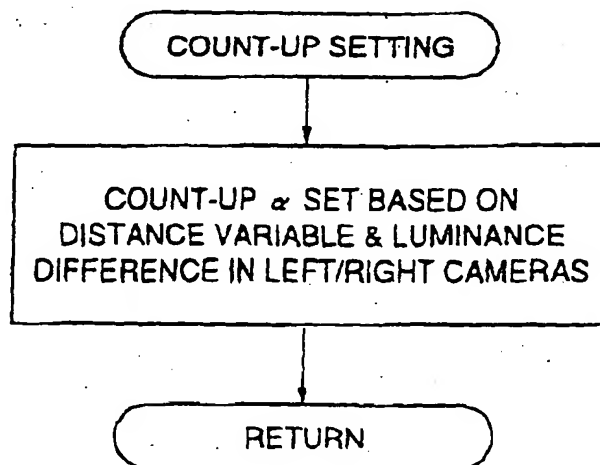 COUNT-UP SETTING
COUNT-UP α SET BASED ON
DISTANCE VARIABLE & LUMINANCE
DIFFERENCE IN LEFT/RIGHT CAMERAS
RETURN